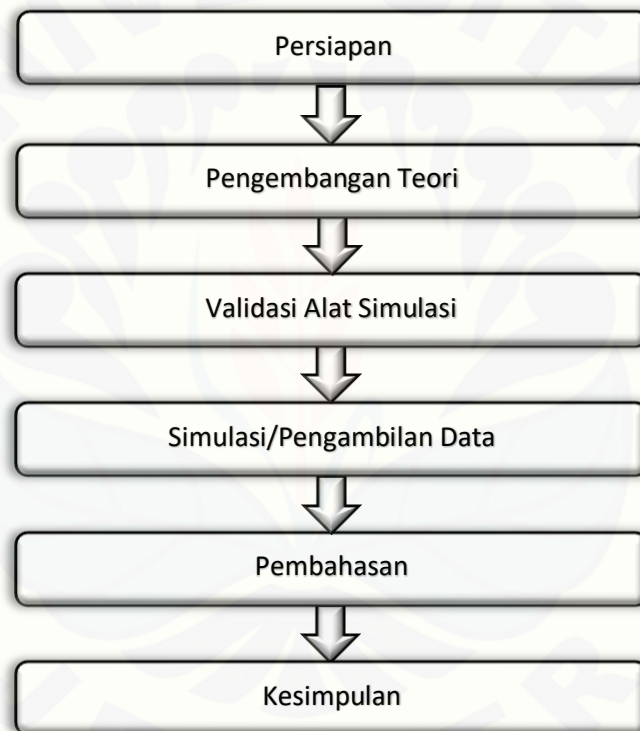 Persiapan
Pengembangan Teori
Validasi Alat Simulasi
Simulasi/Pengambilan Data
Pembahasan
Kesimpulan